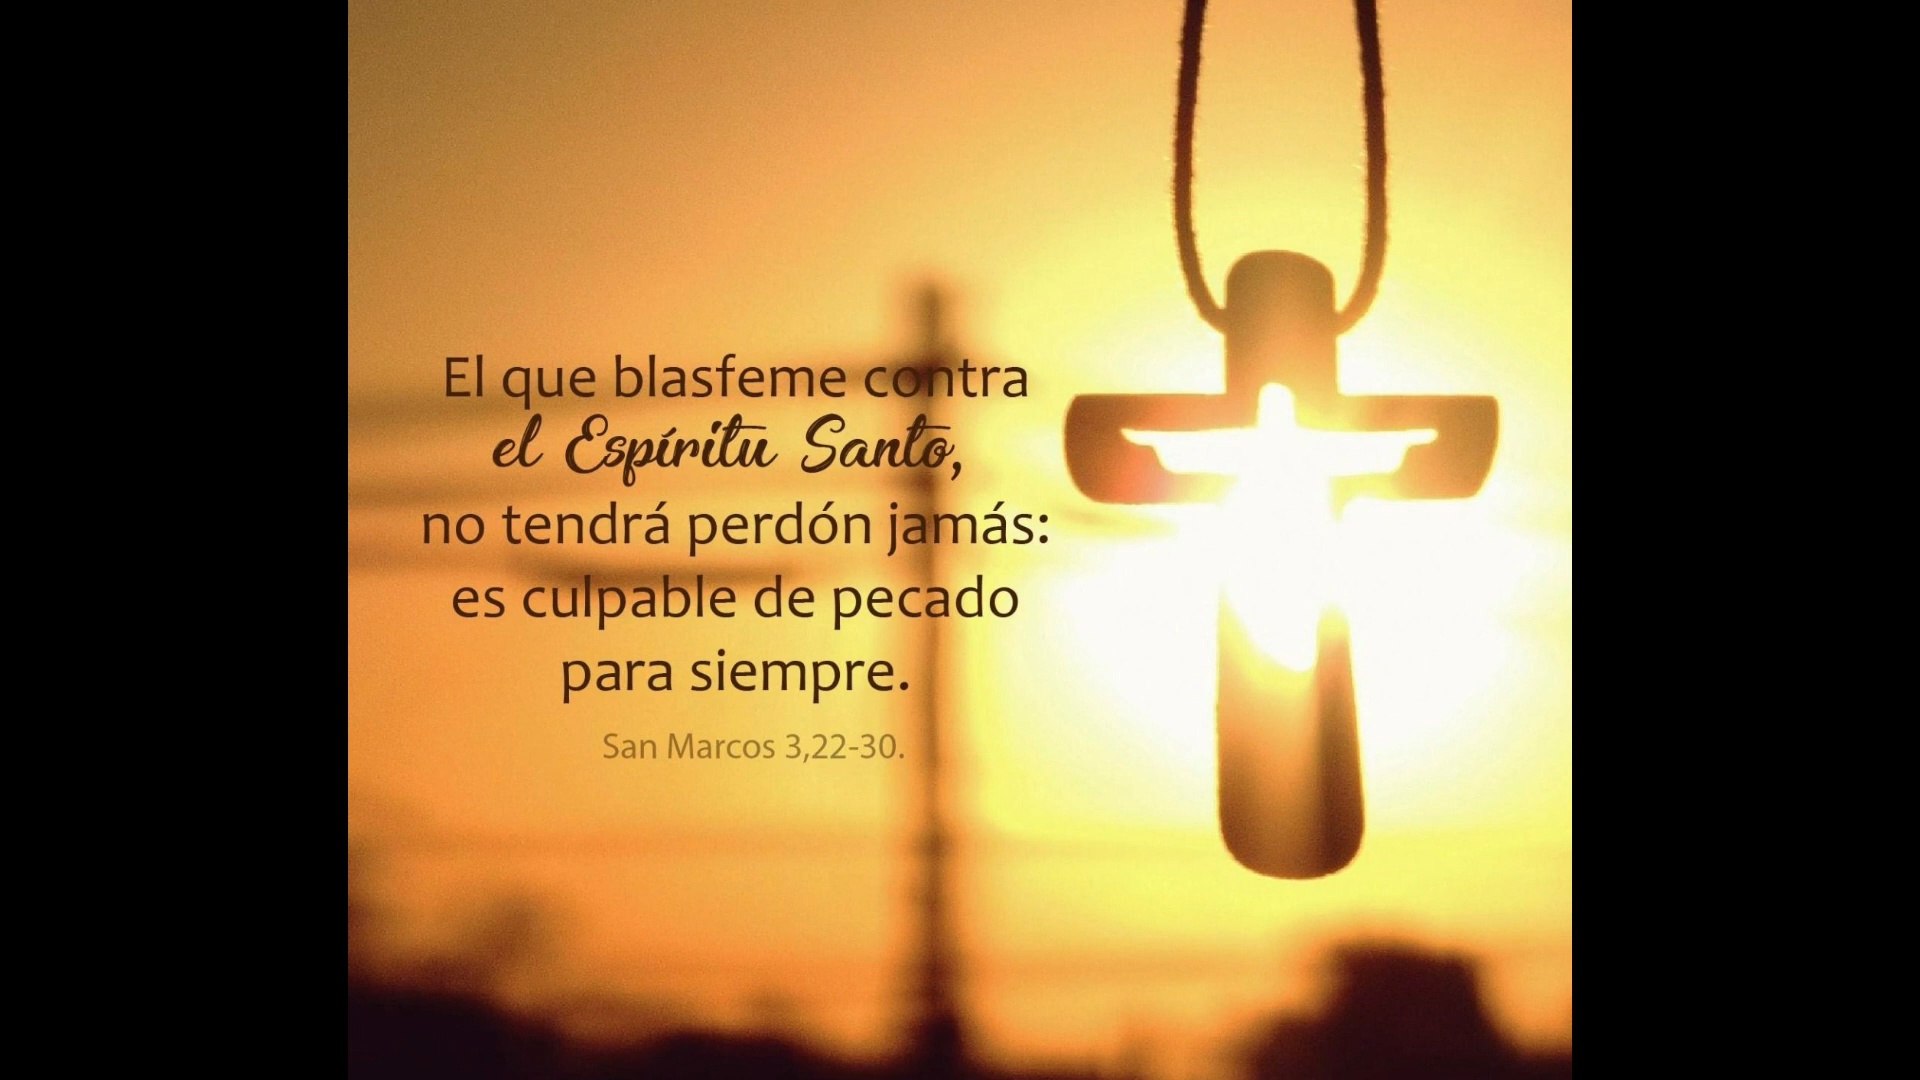 El que blasfeme contra
el Espíritu Santo,
no tendrá perdón jamás:
es culpable de pecado
para siempre.
San Marcos 3,22-30.